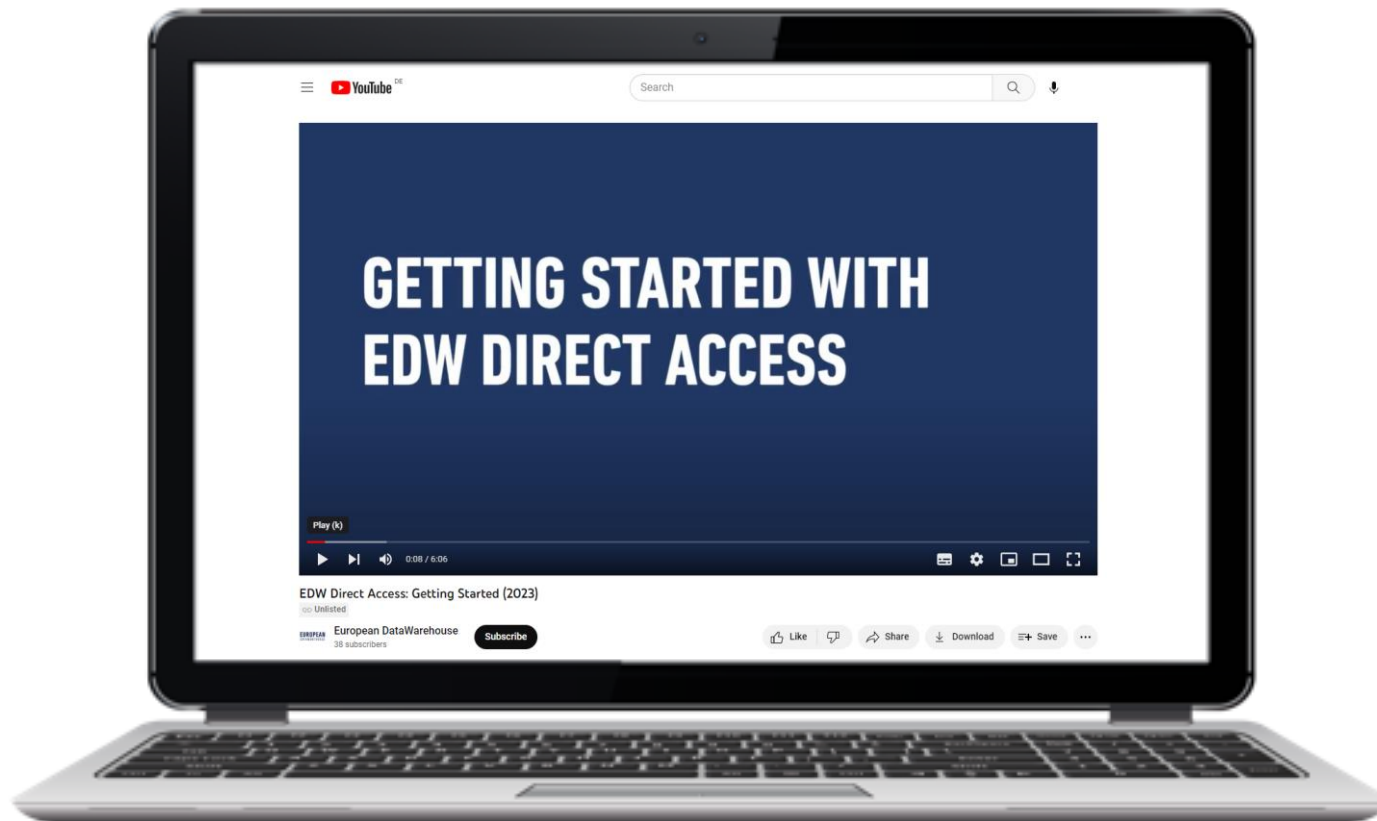 YouTube DE
Search
GETTING STARTED WITH
EDW DIRECT ACCESS
Play (k)
0:08 / 6:06
EDW Direct Access: Getting Started (2023)
Unlisted
EUROPEAN
European DataWarehouse
38 subscribers
Subscribe
Like
Share
Download
Save